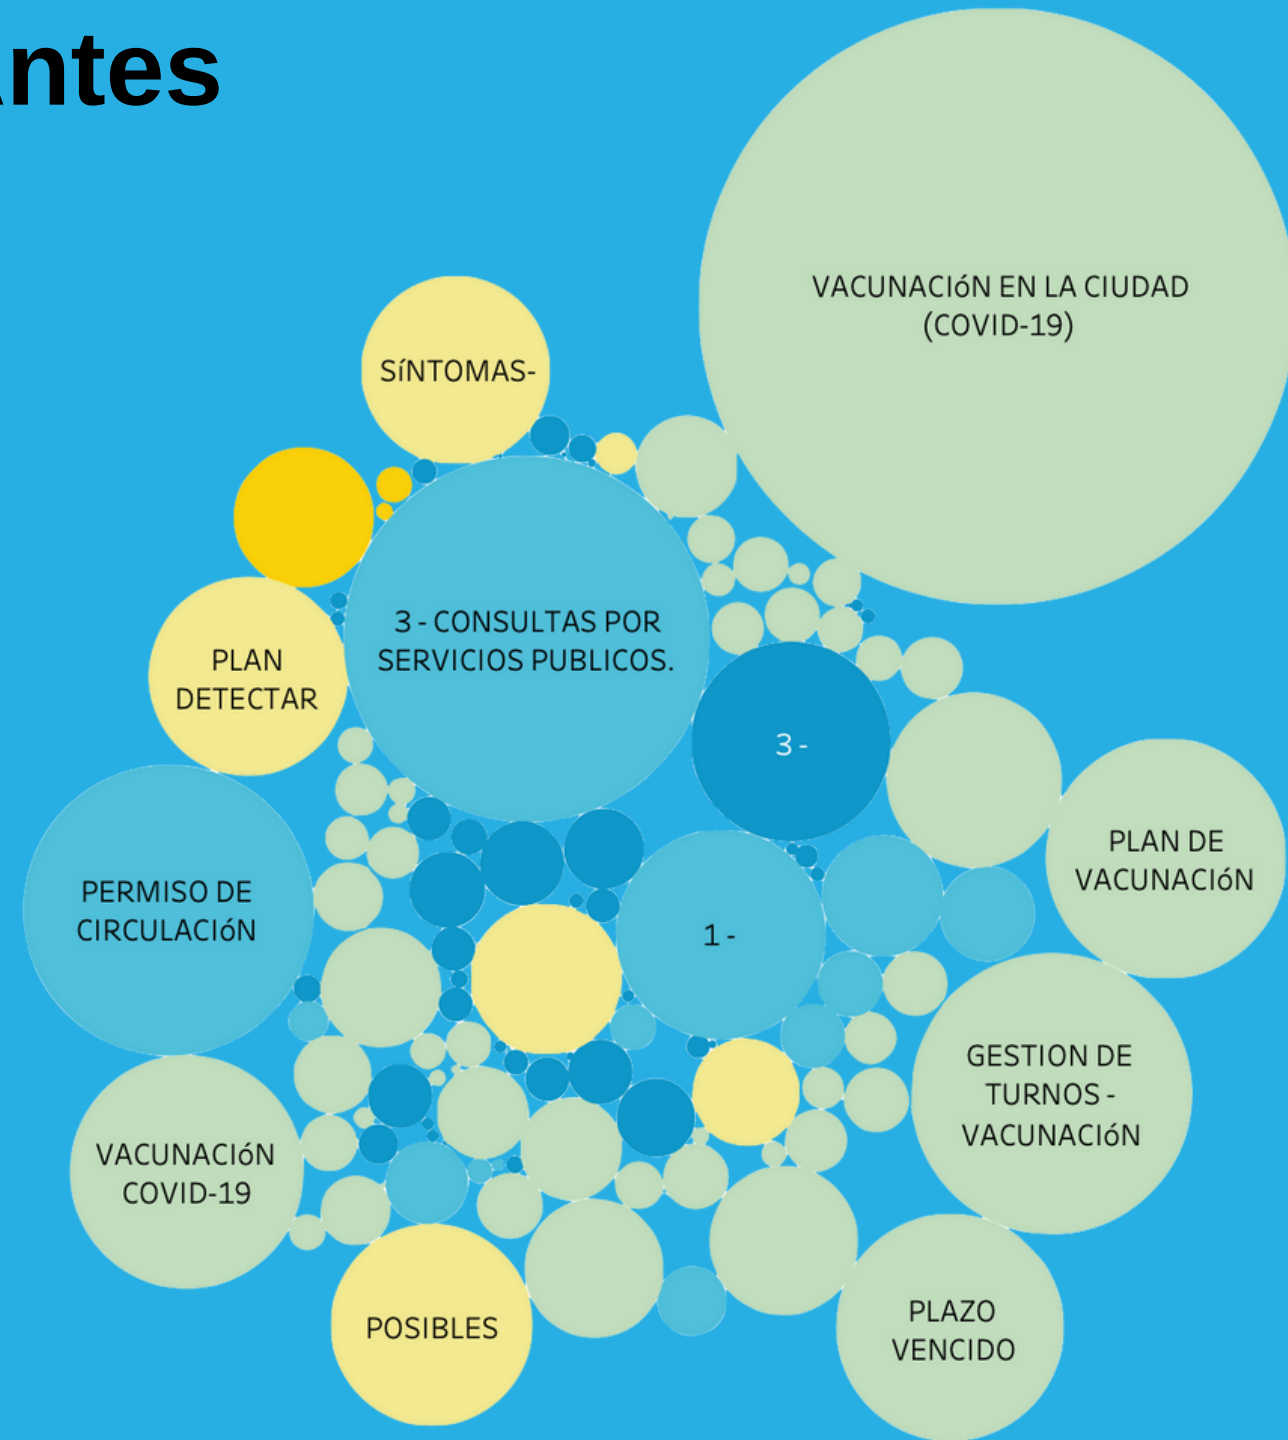 Antes
VACUNACIóN EN LA CIUDAD
(COVID-19)
SíNTOMAS-
3 - CONSULTAS POR
SERVICIOS PUBLICOS.
PLAN
DETECTAR
3 -
PLAN DE
VACUNACIóN
PERMISO DE
CIRCULACIóN
1 -
GESTION DE
TURNOS -
VACUNACIóN
VACUNACIóN
COVID-19
POSIBLES
PLAZO
VENCIDO